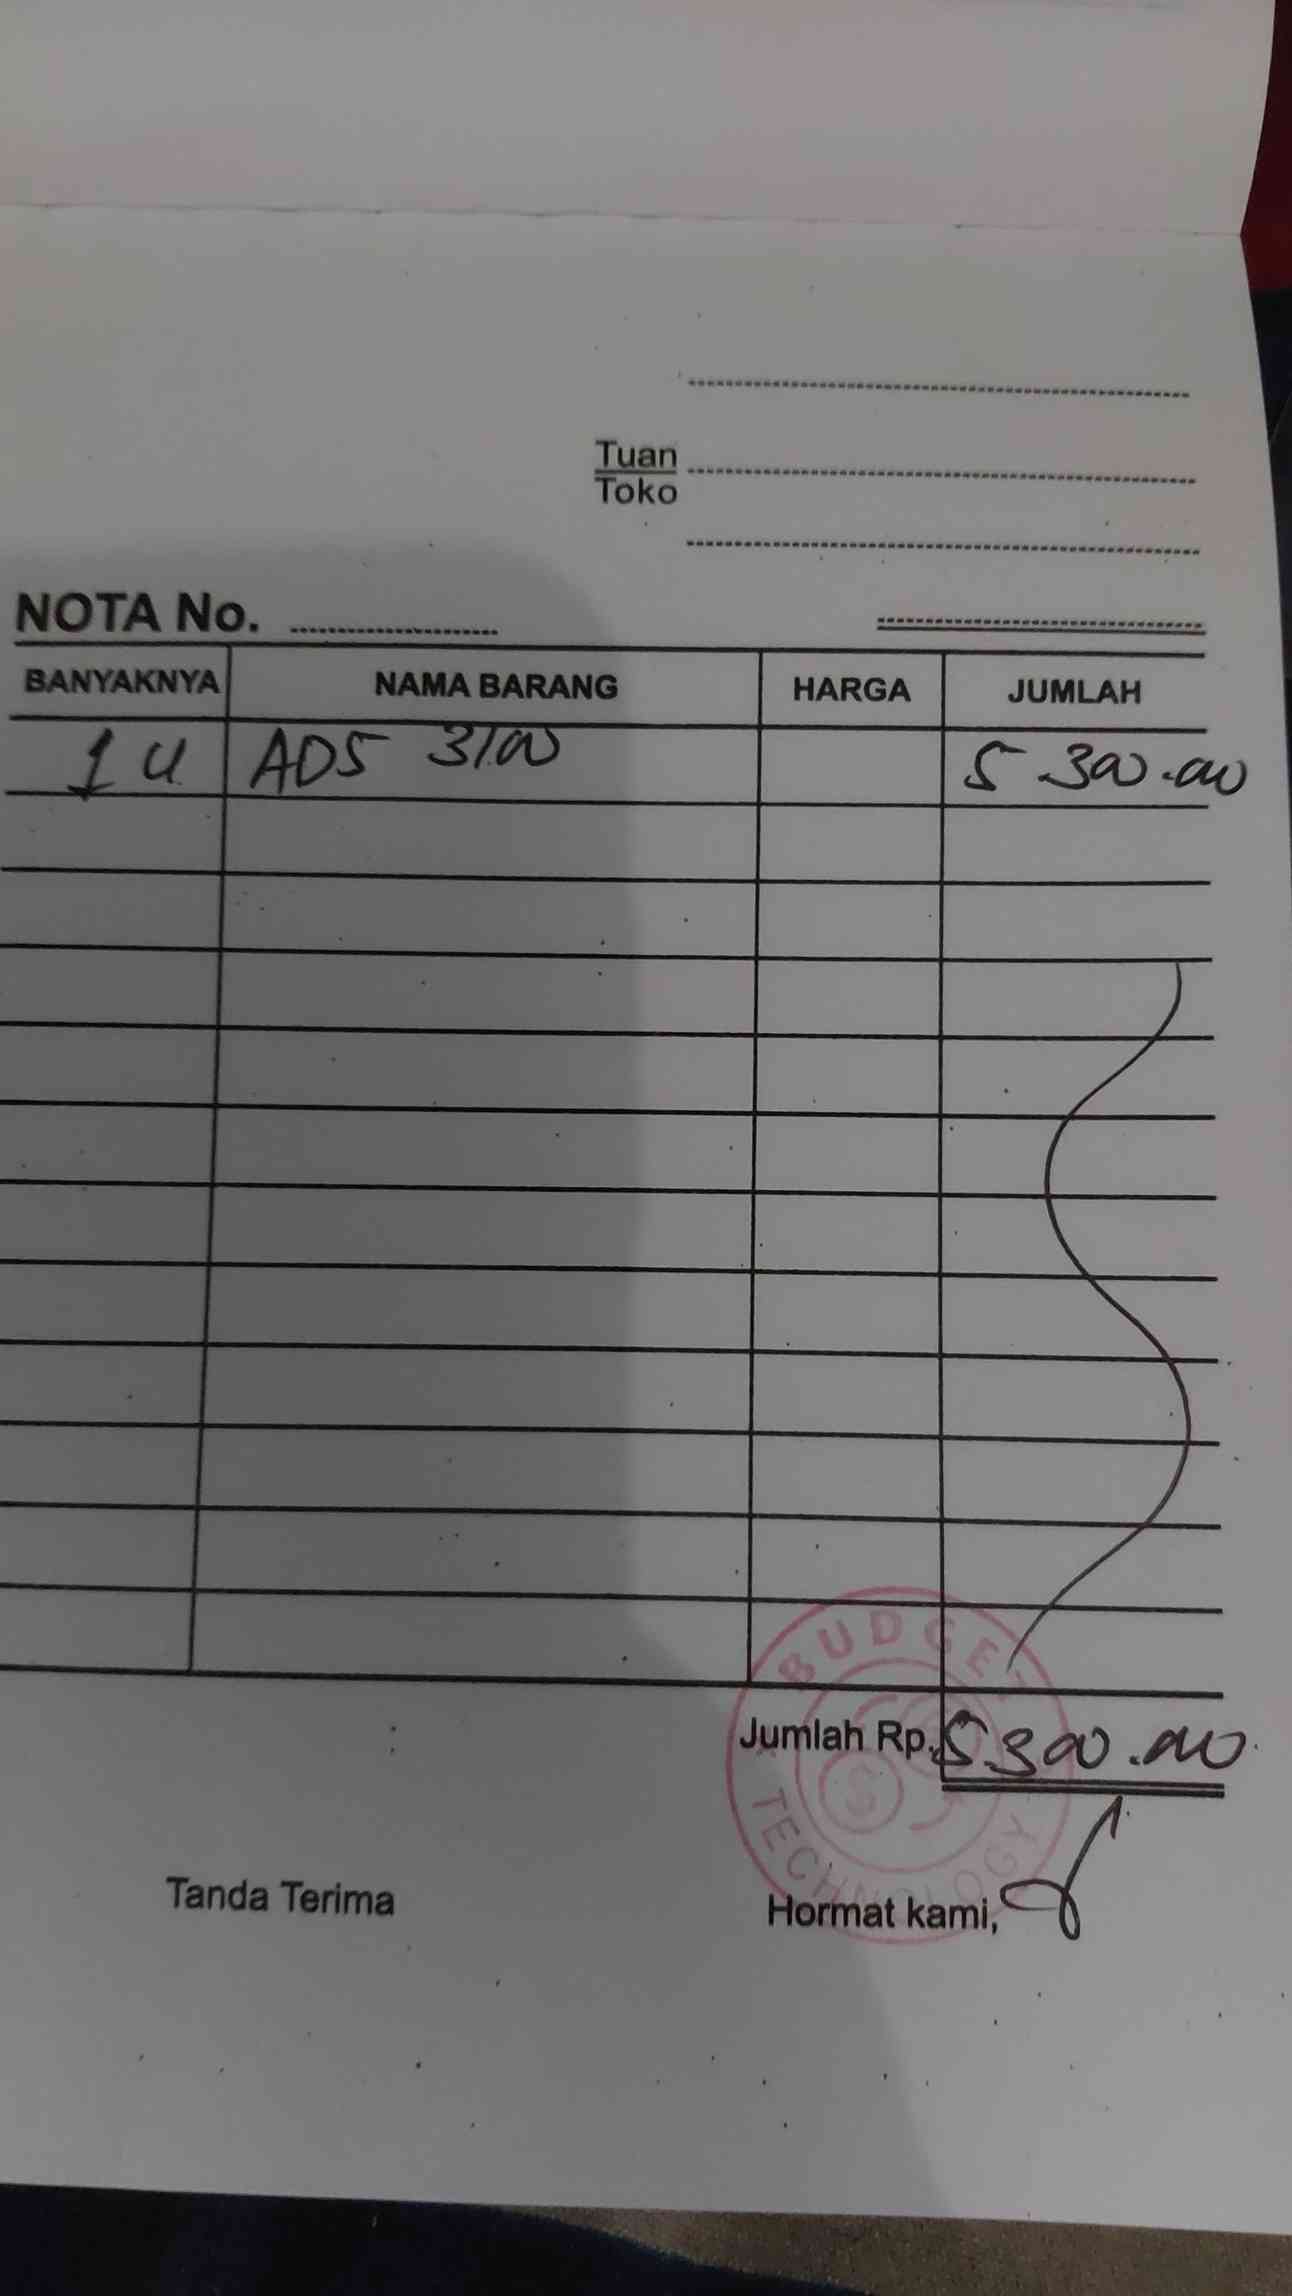 Tuan
Toko
NOTA No.
BANYAKNYA NAMA BARANG HARGA JUMLAH
1 U ADS 3100 5 300.000
BUDGET
Jumlah Rp. 5.300.000
TECHNOLOGY
Tanda Terima Hormat kami,